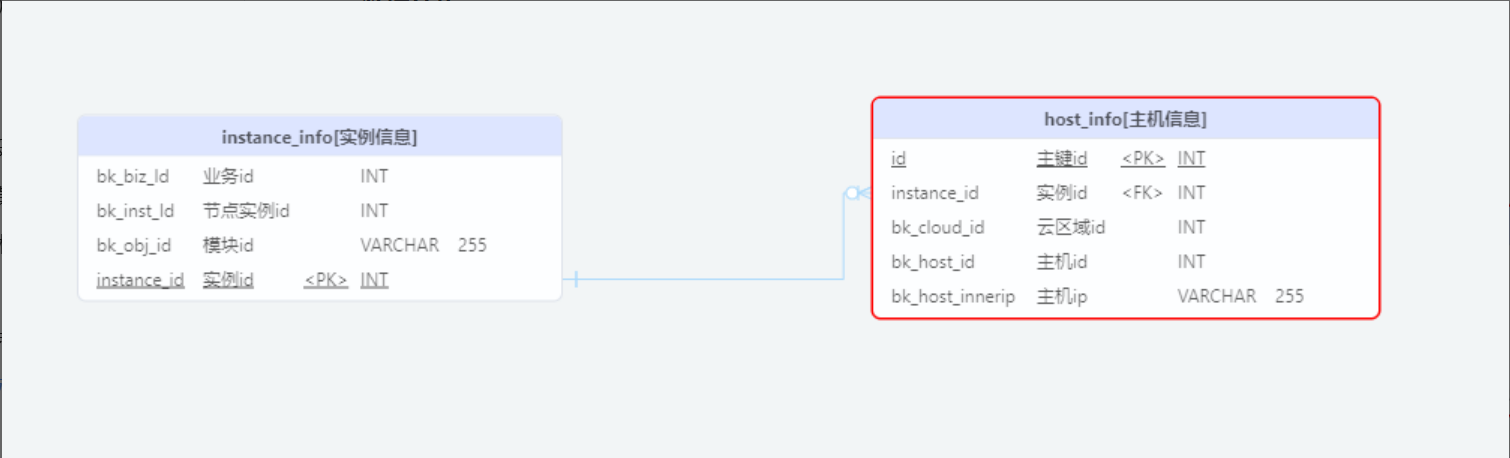 instance_info[实例信息]
bk_biz_Id 业务id INT
bk_inst_Id 节点实例id INT
bk_obj_id 模块id VARCHAR 255
instance_id 实例id <PK> INT
host_info[主机信息]
id 主键id <PK> INT
instance_id 实例id <FK> INT
bk_cloud_id 云区域id INT
bk_host_id 主机id INT
bk_host_innerip 主机ip VARCHAR 255